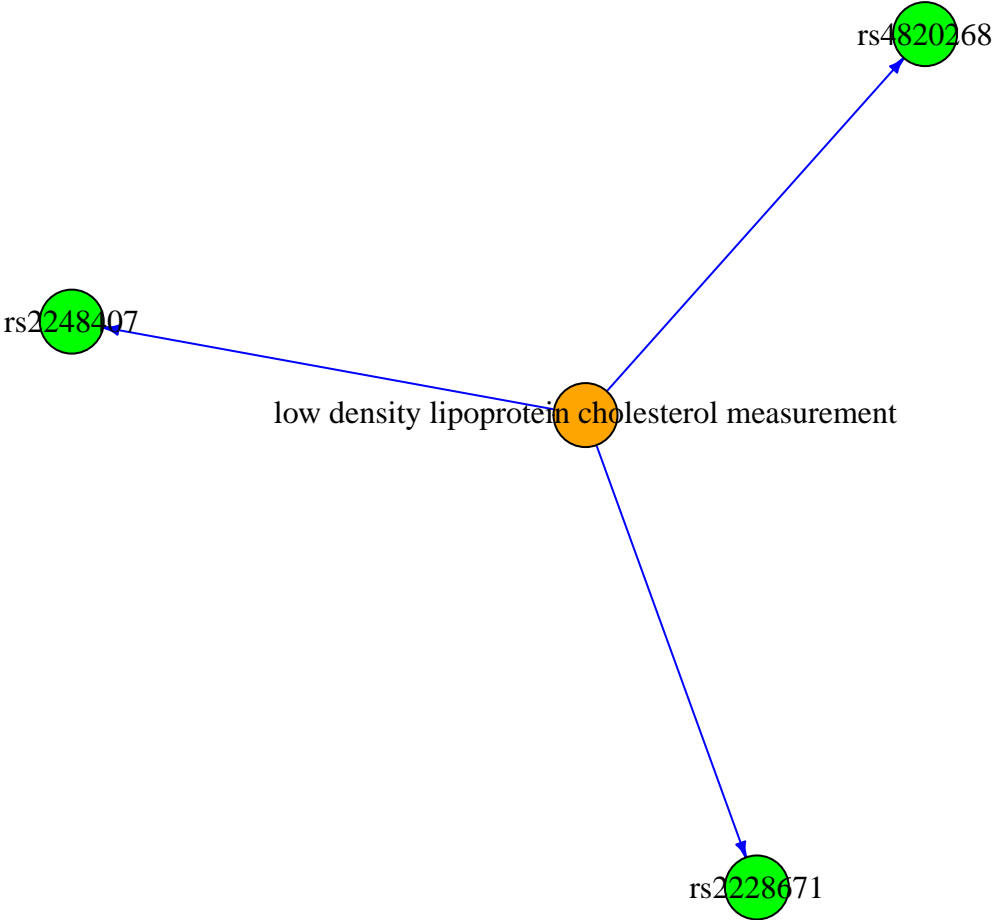 rs4820268
rs2248407
low density lipoprotein cholesterol measurement
rs2228671